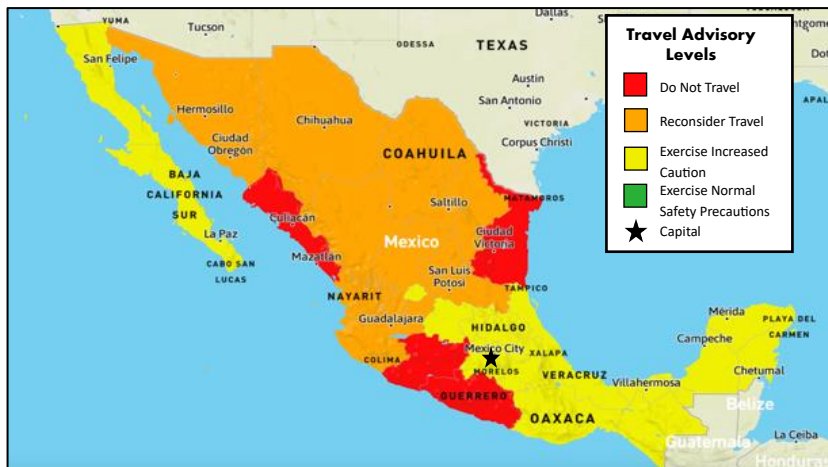 YUMA
Tucson
Dallas
ODESSA
TEXAS
San Felipe
Austin
San Antonio
VICTORIA
Corpus Christi
Hermosillo
Chihuahua
Ciudad
Obregón
COAHUILA
BAJA
CALIFORNIA
SUR
Culiacán
Saltillo
MATAMOROS
Ciudad
Victoria
La Paz
Mexico
Mazatlán
CABO SAN
LUCAS
San Luis
Potosí
TAMPICO
NAYARIT
Guadalajara
HIDALGO
Mérida
PLAYA DEL
CARMEN
Mexico City
XALAPA
Campeche
COLIMA
MORELOS
VERACRUZ
Villahermosa
Chetumal
GUERRERO
Belize
OAXACA
La Ceiba
Guatemala
Honduras
Travel Advisory
Levels
Do Not Travel
Reconsider Travel
Exercise Increased
Caution
Exercise Normal
Safety Precautions
Capital